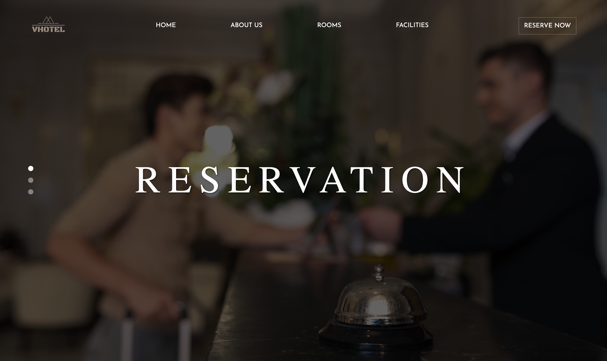 VHOTEL
HOME ABOUT US ROOMS FACILITIES RESERVE NOW
RESERVATION